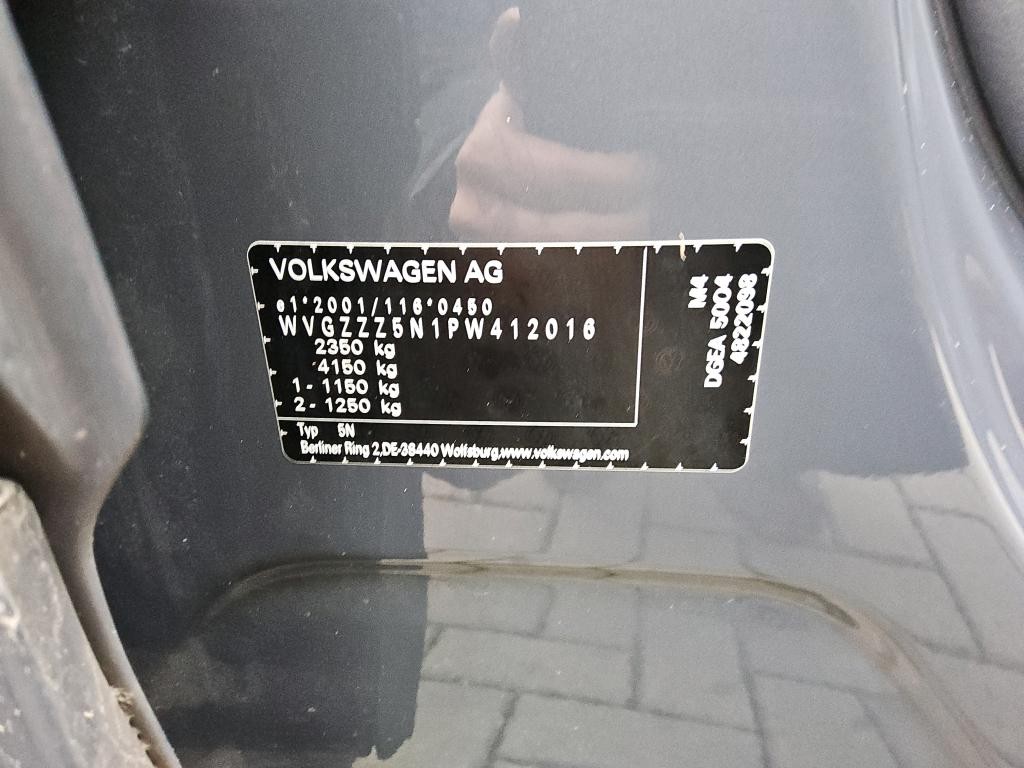 VOLKSWAGEN AG
e1*2001/116*0450
WVGZZZ5N1PW412016
2350 kg
4150 kg
1 - 1150 kg
2 - 1250 kg
Typ 5N
Berliner Ring 2,DE-38440 Wolfsburg,www.volkswagen.com
M4
DGEA 5004
4822098